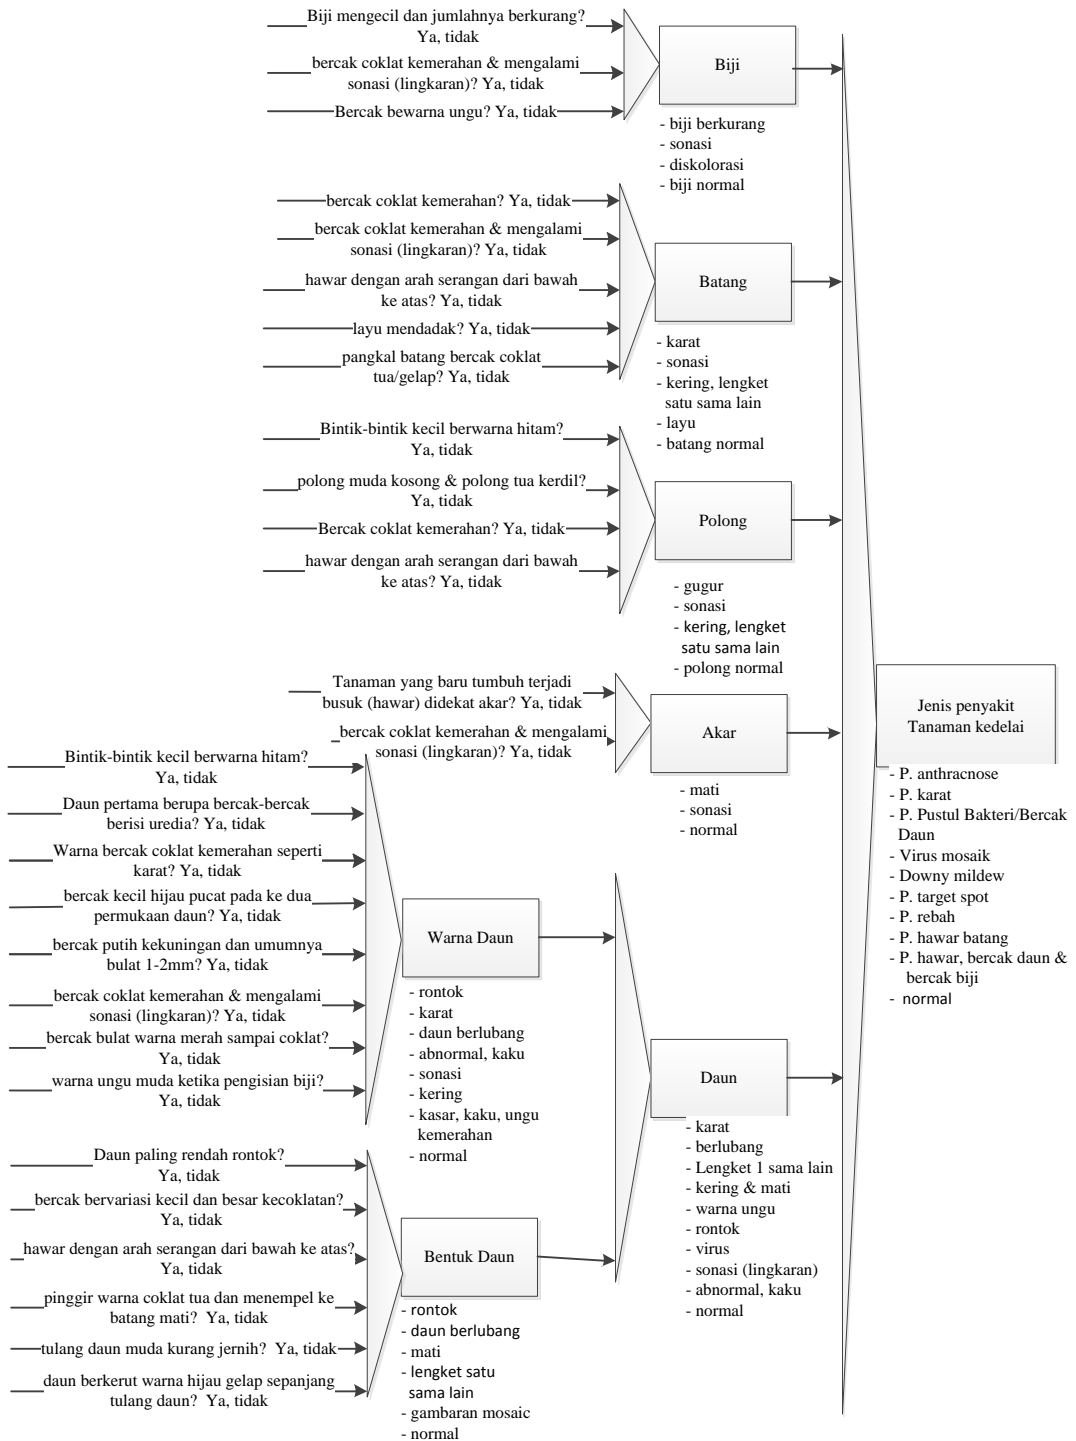 Biji mengecil dan jumlahnya berkurang?
Ya, tidak
bercak coklat kemerahan & mengalami
sonasi (lingkaran)? Ya, tidak
Bercak bewarna ungu? Ya, tidak
Biji
- biji berkurang
- sonasi
- diskolorasi
- biji normal
bercak coklat kemerahan? Ya, tidak
bercak coklat kemerahan & mengalami
sonasi (lingkaran)? Ya, tidak
hawar dengan arah serangan dari bawah
ke atas? Ya, tidak
layu mendadak? Ya, tidak
pangkal batang bercak coklat
tua/gelap? Ya, tidak
Batang
- karat
- sonasi
- kering, lengket
satu sama lain
- layu
- batang normal
Bintik-bintik kecil berwarna hitam?
Ya, tidak
polong muda kosong & polong tua kerdil?
Ya, tidak
Bercak coklat kemerahan? Ya, tidak
hawar dengan arah serangan dari bawah
ke atas? Ya, tidak
Polong
- gugur
- sonasi
- kering, lengket
satu sama lain
- polong normal
Tanaman yang baru tumbuh terjadi
busuk (hawar) didekat akar? Ya, tidak
bercak coklat kemerahan & mengalami
sonasi (lingkaran)? Ya, tidak
Akar
- mati
- sonasi
- normal
Bintik-bintik kecil berwarna hitam?
Ya, tidak
Daun pertama berupa bercak-bercak
berisi uredia? Ya, tidak
Warna bercak coklat kemerahan seperti
karat? Ya, tidak
bercak kecil hijau pucat pada ke dua
permukaan daun? Ya, tidak
bercak putih kekuningan dan umumnya
bulat 1-2mm? Ya, tidak
bercak coklat kemerahan & mengalami
sonasi (lingkaran)? Ya, tidak
bercak bulat warna merah sampai coklat?
Ya, tidak
warna ungu muda ketika pengisian biji?
Ya, tidak
Warna Daun
- rontok
- karat
- daun berlubang
- abnormal, kaku
- sonasi
- kering
- kasar, kaku, ungu
kemerahan
- normal
Daun paling rendah rontok?
Ya, tidak
bercak bervariasi kecil dan besar kecoklatan?
Ya, tidak
hawar dengan arah serangan dari bawah ke atas?
Ya, tidak
pinggir warna coklat tua dan menempel ke
batang mati? Ya, tidak
tulang daun muda kurang jernih? Ya, tidak
daun berkerut warna hijau gelap sepanjang
tulang daun? Ya, tidak
Bentuk Daun
- rontok
- daun berlubang
- mati
- lengket satu
sama lain
- gambaran mosaic
- normal
Daun
- karat
- berlubang
- Lengket 1 sama lain
- kering & mati
- warna ungu
- rontok
- virus
- sonasi (lingkaran)
- abnormal, kaku
- normal
Jenis penyakit
Tanaman kedelai
- P. anthracnose
- P. karat
- P. Pustul Bakteri/Bercak
Daun
- Virus mosaik
- Downy mildew
- P. target spot
- P. rebah
- P. hawar batang
- P. hawar, bercak daun &
bercak biji
- normal